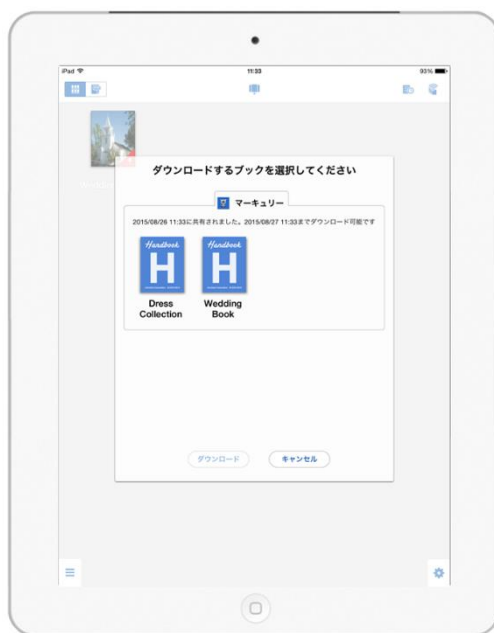 iPad
11:33
93%
ダウンロードするブックを選択してください
マーキュリー
2015/08/26 11:33に共有されました。2015/08/27 11:33までダウンロード可能です
Handbook
H
Handbook
H
Dress
Collection
Wedding
Book
ダウンロード
キャンセル